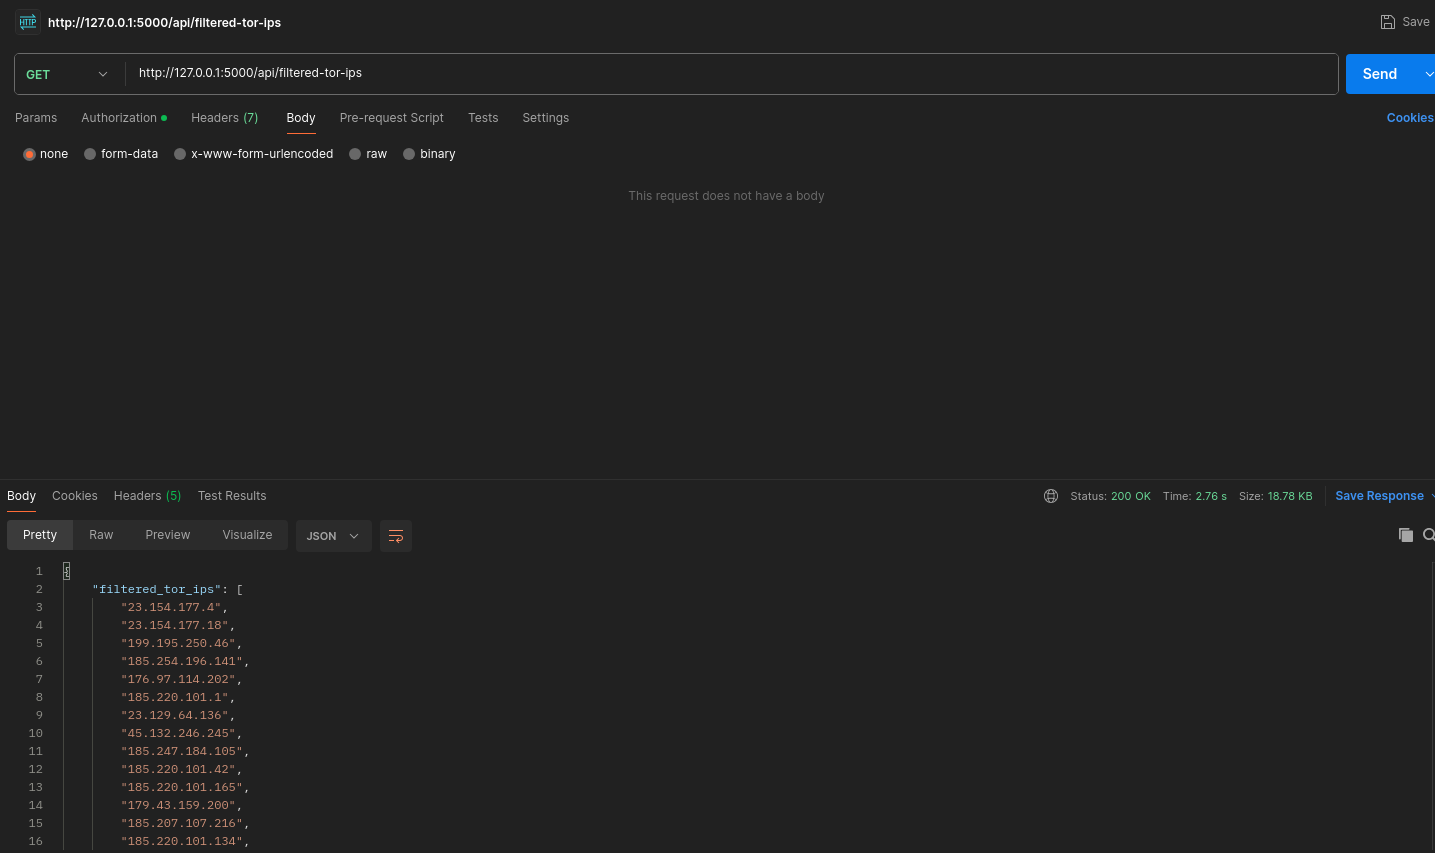 HTTP http://127.0.0.1:5000/api/filtered-tor-ips Save
GET http://127.0.0.1:5000/api/filtered-tor-ips Send
Params Authorization Headers (7) Body Pre-request Script Tests Settings Cookies
none form-data x-www-form-urlencoded raw binary
This request does not have a body
Body Cookies Headers (5) Test Results Status: 200 OK Time: 2.76 s Size: 18.78 KB Save Response
Pretty Raw Preview Visualize JSON
1 {
2 "filtered_tor_ips": [
3 "23.154.177.4",
4 "23.154.177.18",
5 "199.195.250.46",
6 "185.254.196.141",
7 "176.97.114.202",
8 "185.220.101.1",
9 "23.129.64.136",
10 "45.132.246.245",
11 "185.247.184.105",
12 "185.220.101.42",
13 "185.220.101.165",
14 "179.43.159.200",
15 "185.207.107.216",
16 "185.220.101.134",